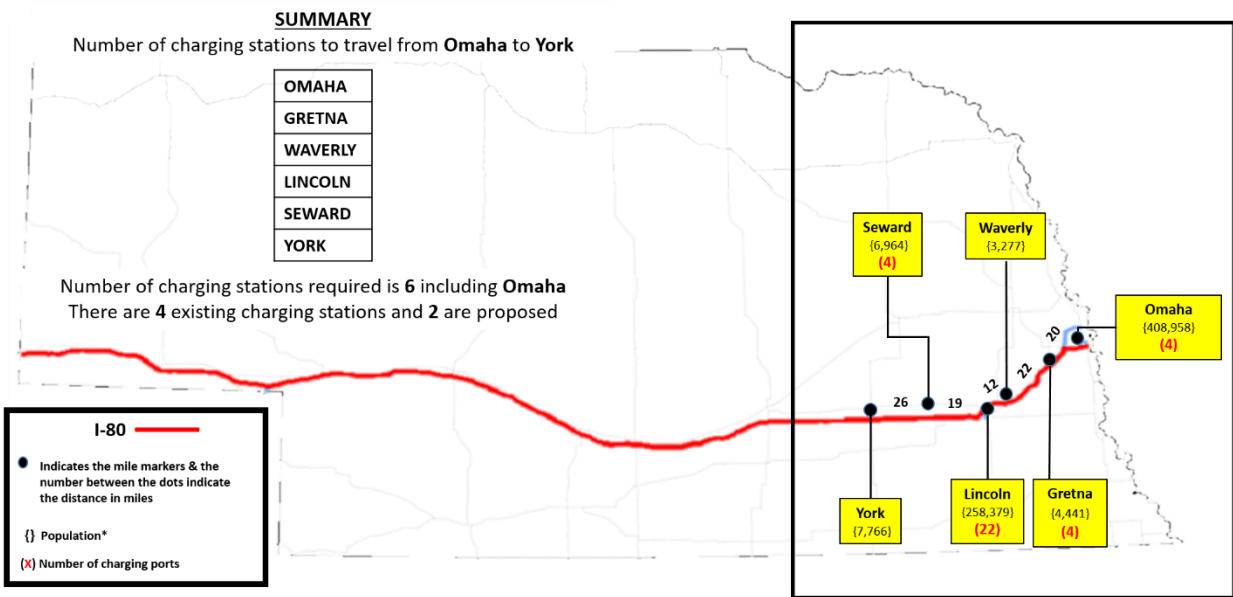 SUMMARY
Number of charging stations to travel from Omaha to York
OMAHA
GRETNA
WAVERLY
LINCOLN
SEWARD
YORK
Number of charging stations required is 6 including Omaha
There are 4 existing charging stations and 2 are proposed
I-80
Indicates the mile markers & the
number between the dots indicate
the distance in miles
{} Population*
(X) Number of charging ports
Seward
{6,964}
(4)
Waverly
{3,277}
Omaha
{408,958}
(4)
20
22
12
19
26
York
{7,766}
Lincoln
{258,379}
(22)
Gretna
{4,441}
(4)